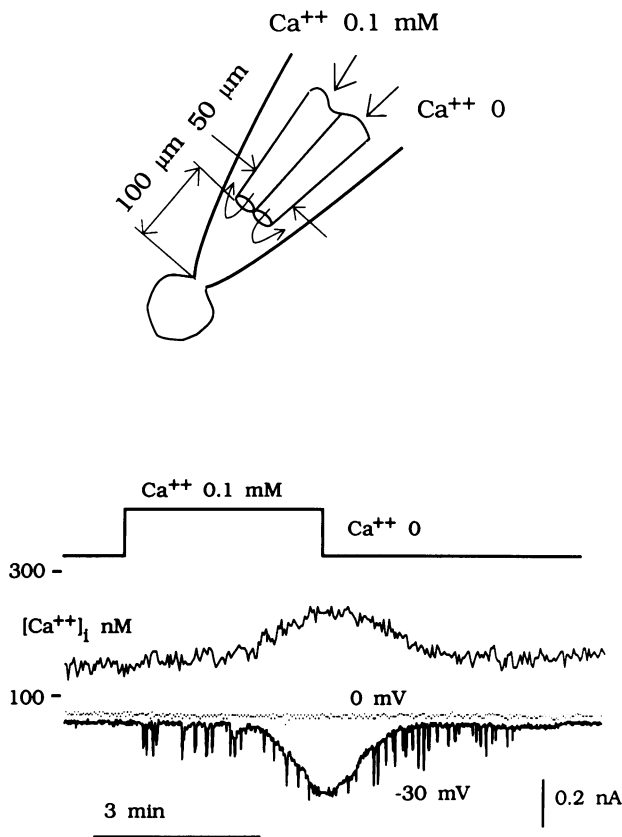 Ca++ 0.1 mM
Ca++ 0
100 μm
50 μm
Ca++ 0.1 mM
Ca++ 0
300
[Ca++]i nM
100
0 mV
-30 mV
0.2 nA
3 min